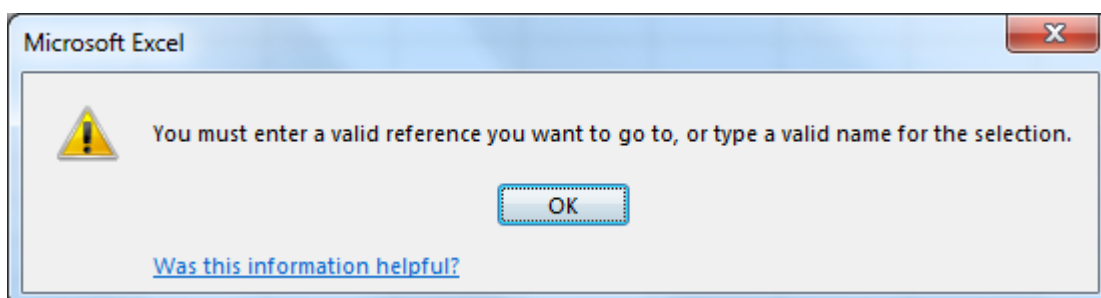 Microsoft Excel
You must enter a valid reference you want to go to, or type a valid name for the selection.
OK
Was this information helpful?